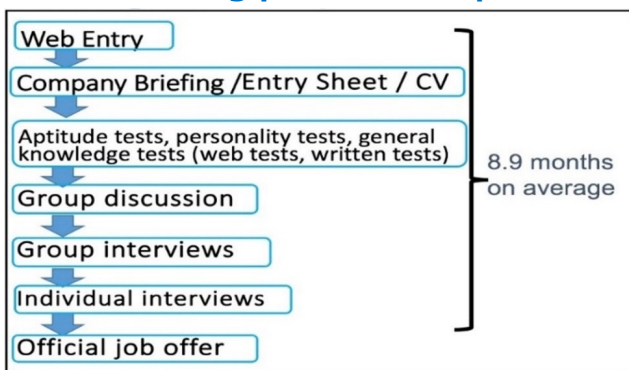 Web Entry
Company Briefing /Entry Sheet / CV
Aptitude tests, personality tests, general
knowledge tests (web tests, written tests)
Group discussion
Group interviews
Individual interviews
Official job offer
8.9 months
on average